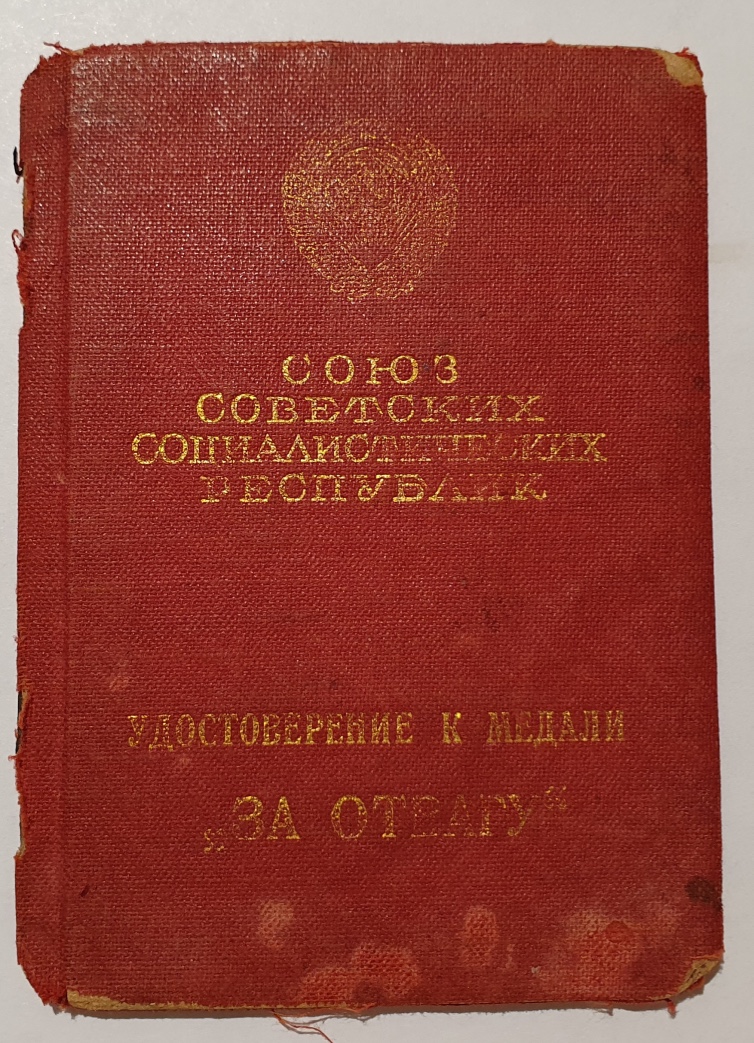 СОЮЗ
СОВЕТСКИХ
СОЦИАЛИСТИЧЕСКИХ
РЕСПУБЛИК
УДОСТОВЕРЕНИЕ К МЕДАЛИ
„ЗА ОТВАГУ“